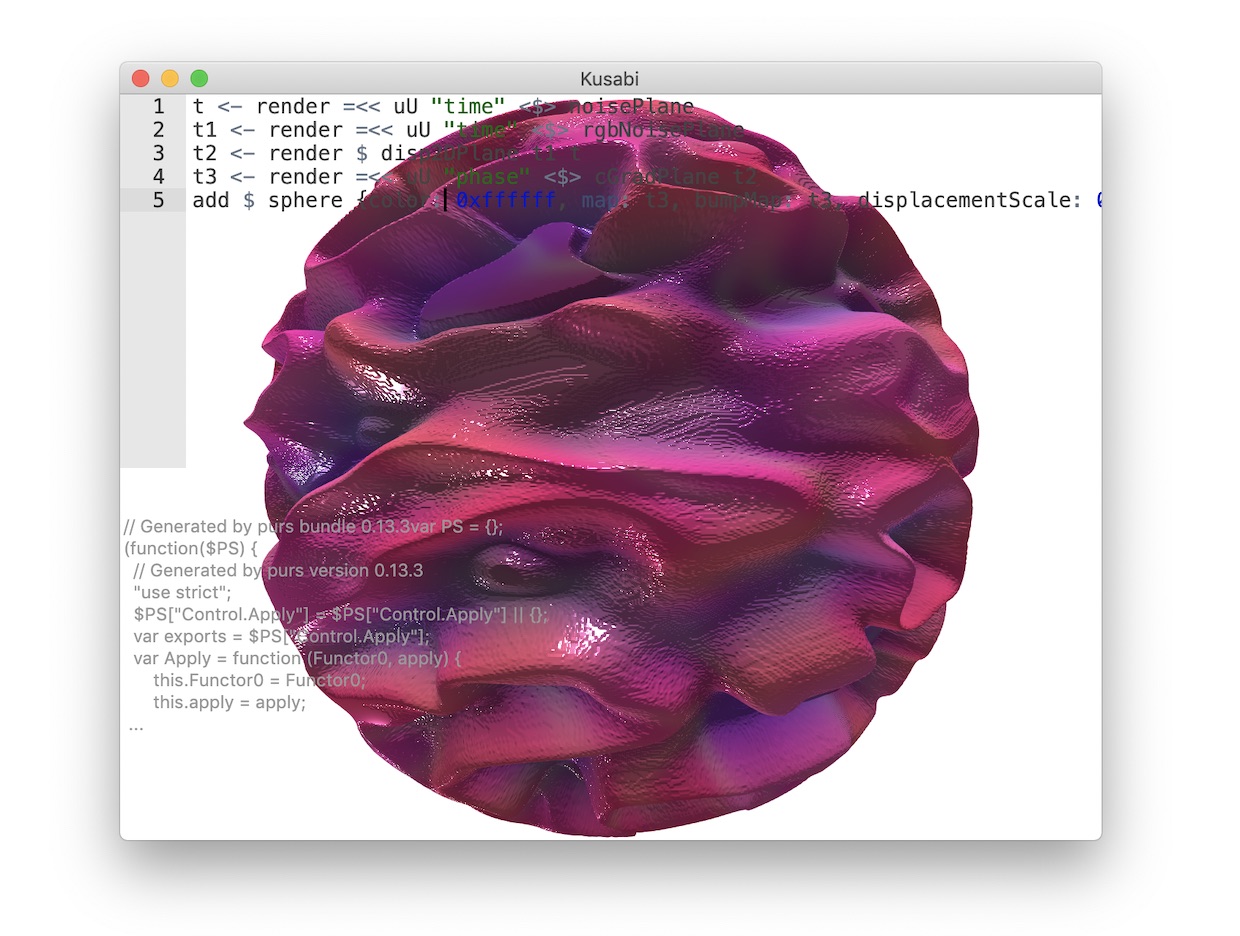 Kusabi
1 t <- render =<< uU "time" <$> noisePlane
2 t1 <- render =<< uU "time" <$> rgbNoisePlane
3 t2 <- render $ displDPlane t1 t
4 t3 <- render =<< uU "phase" <$> cGradPlane t2
5 add $ sphere {color: 0xffffff, map: t3, bumpMap: t3, displacementScale:
// Generated by purs bundle 0.13.3var PS = {};
(function($PS) {
// Generated by purs version 0.13.3
"use strict";
$PS["Control.Apply"] = $PS["Control.Apply"] || {};
var exports = $PS["Control.Apply"];
var Apply = function (Functor0, apply) {
this.Functor0 = Functor0;
this.apply = apply;
...